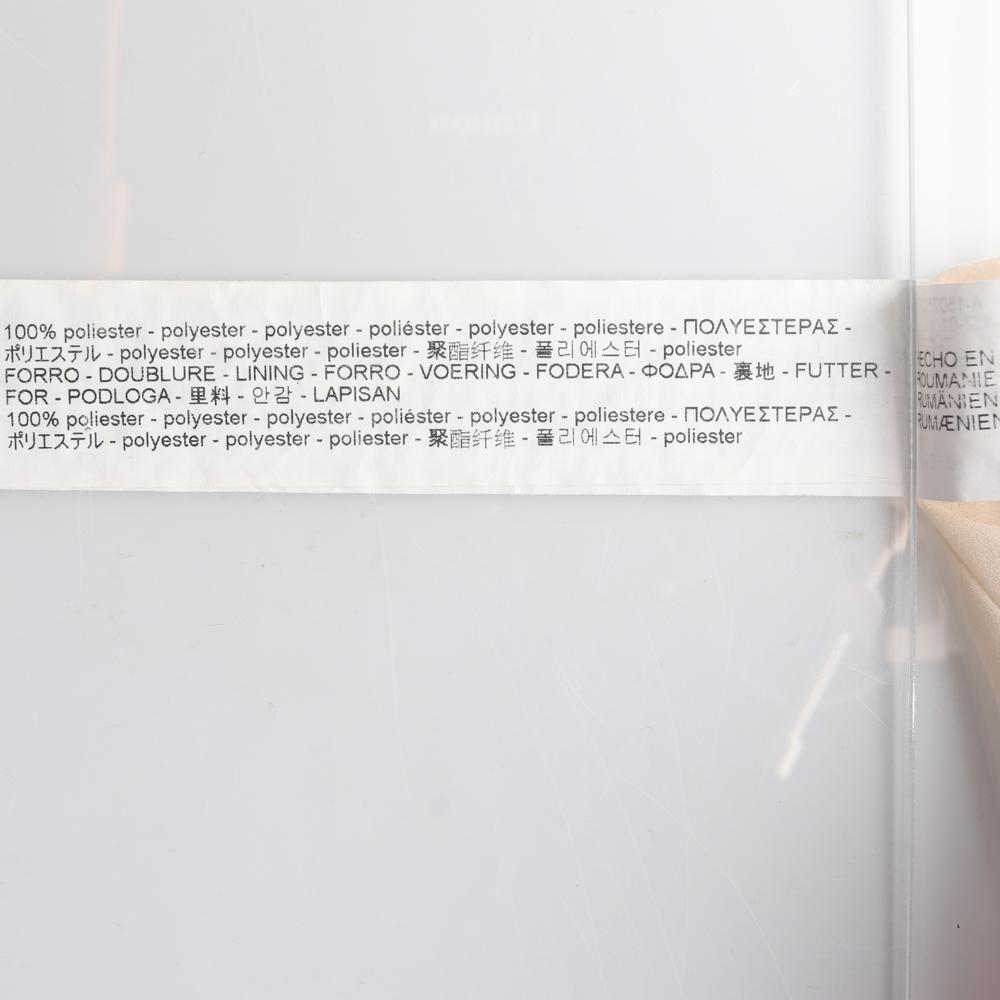 100% poliester - polyester - polyester - poliéster - polyester - poliestere - ΠΟΛΥΕΣΤΕΡΑΣ -
ポリエステル - polyester - polyester - poliester - 聚酯纤维 - 폴리에스터 - poliester
FORRO - DOUBLURE - LINING - FORRO - VOERING - FODERA - ΦΟΔΡΑ - 裏地 - FUTTER -
FOR - PODLOGA - 里料 - 안감 - LAPISAN
100% poliester - polyester - polyester - poliéster - polyester - poliestere - ΠΟΛΥΕΣΤΕΡΑΣ -
ポリエステル - polyester - polyester - poliester - 聚酯纤维 - 폴리에스터 - poliester
ECHO EN
ROUMANIE
RUMÄNIEN
RUMÆNIEN